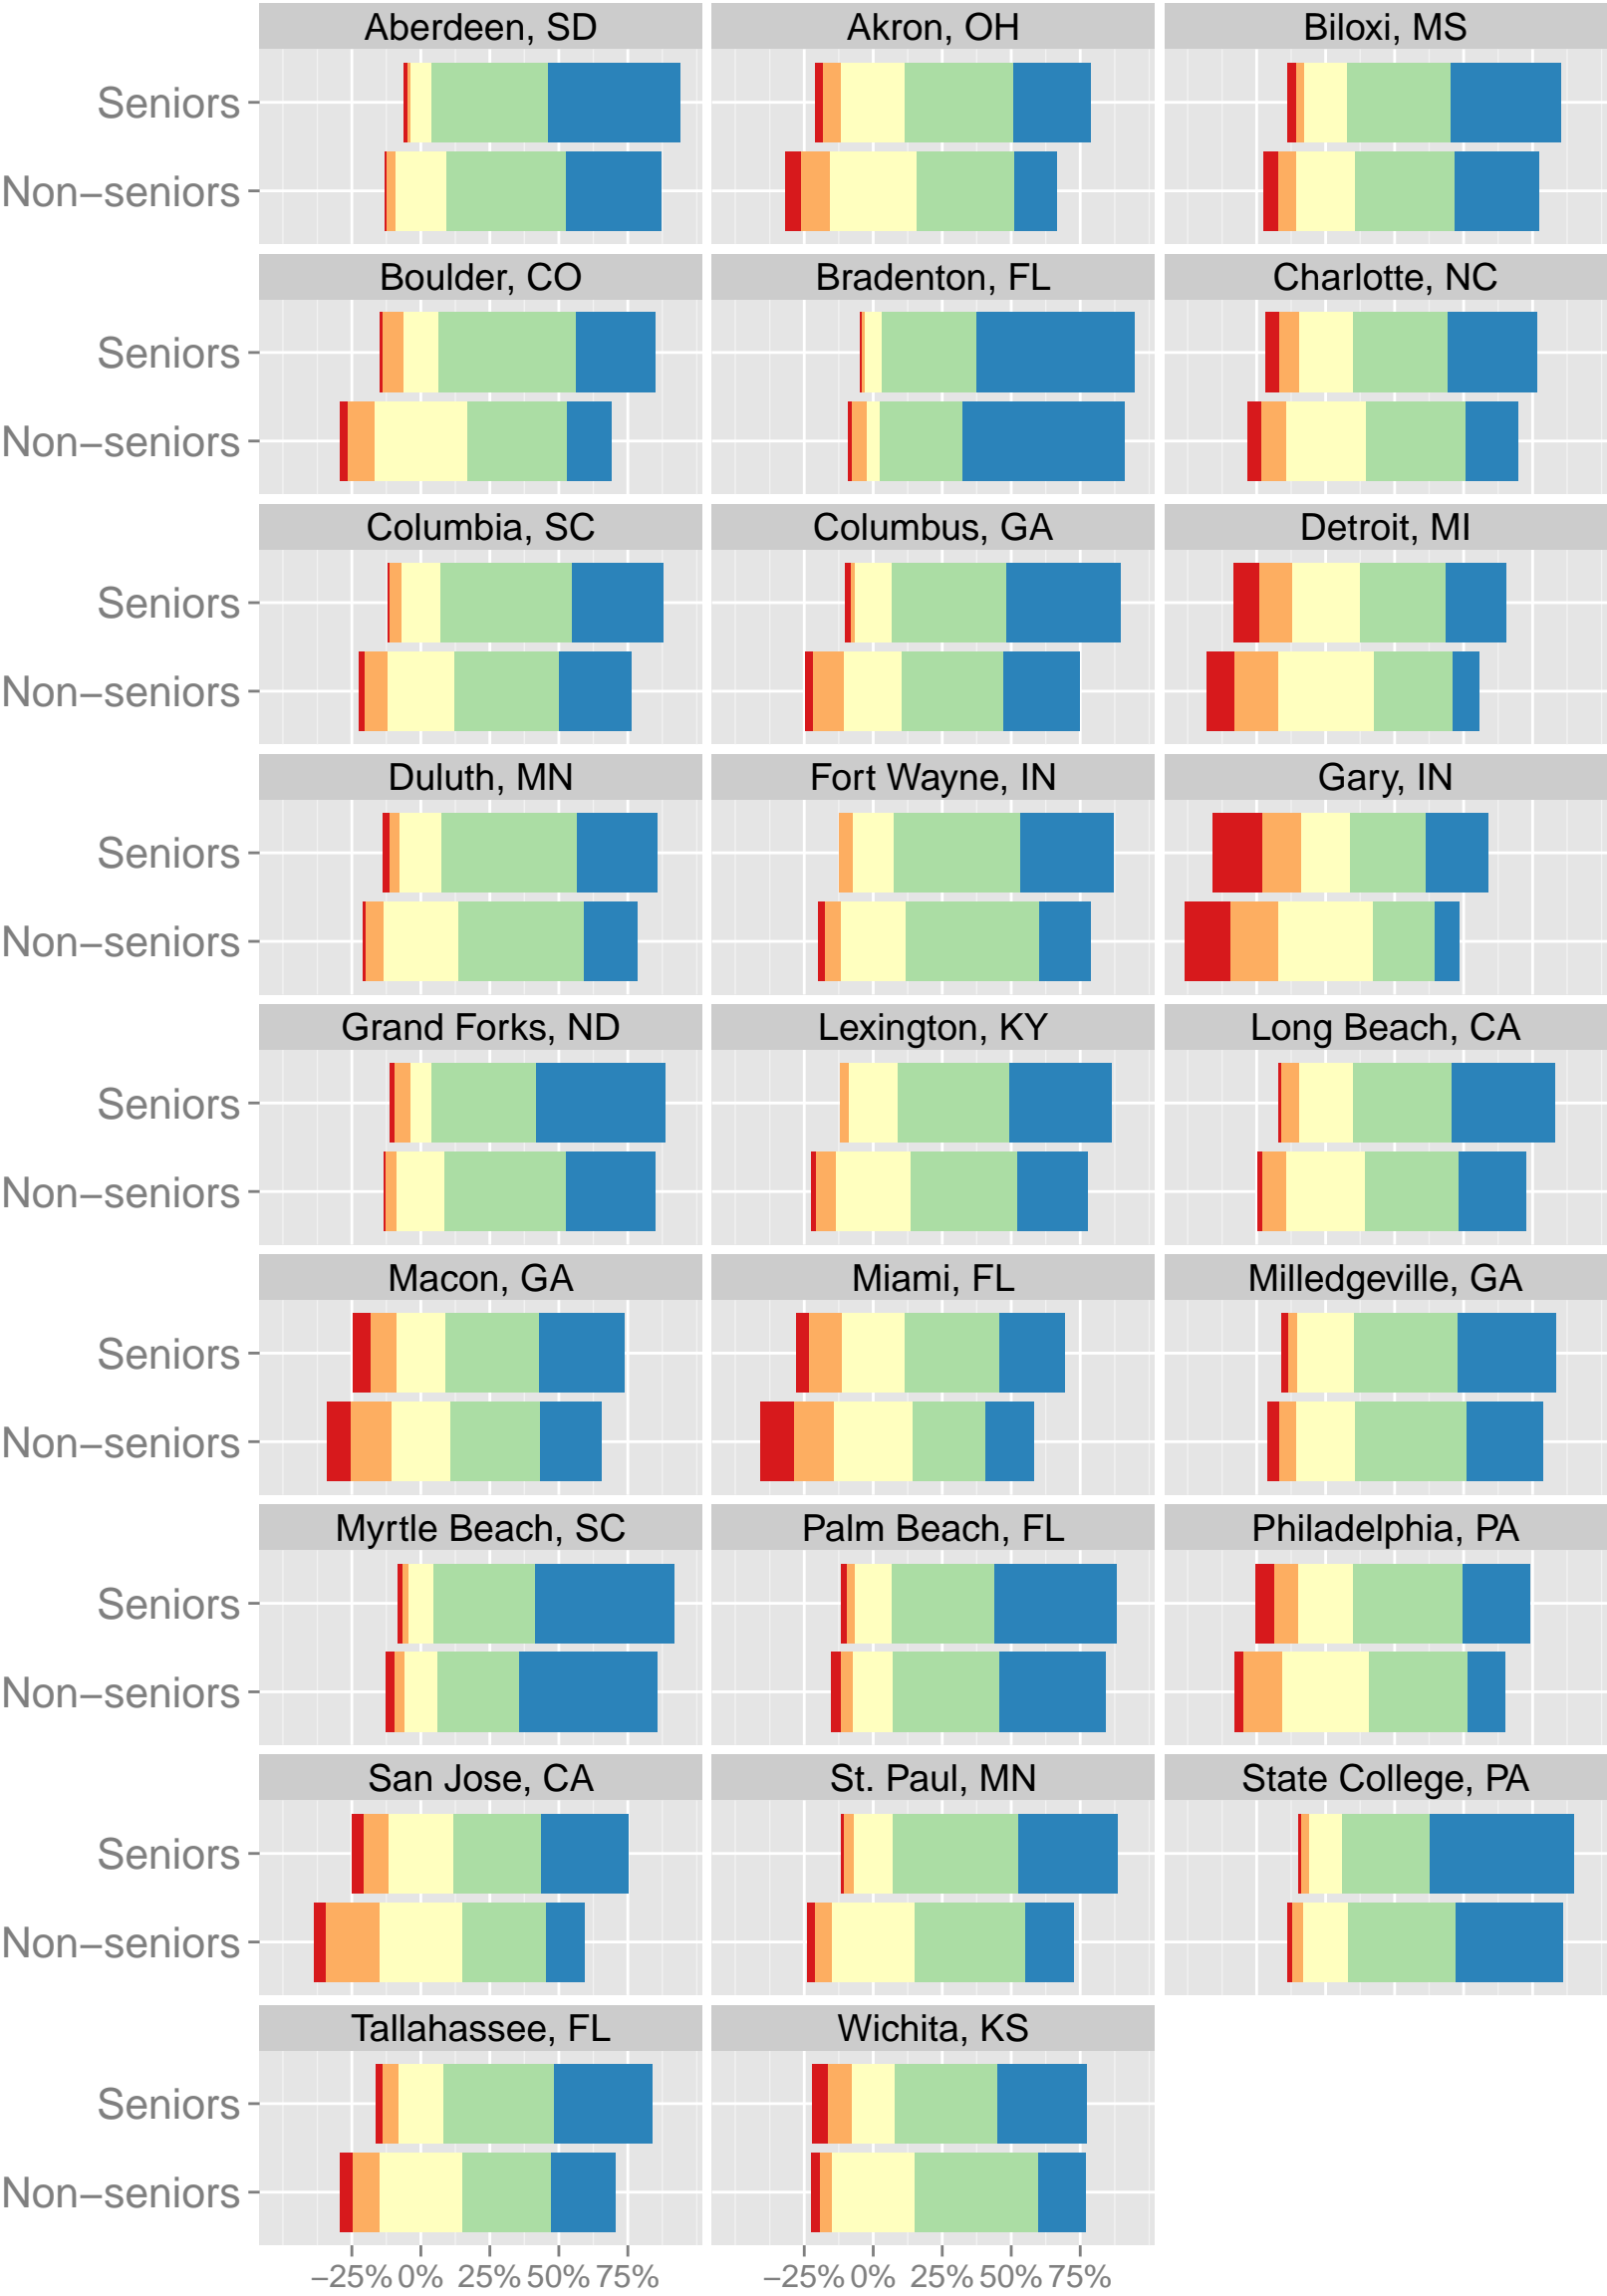 Aberdeen, SD Akron, OH Biloxi, MS
Seniors
Non−seniors
Boulder, CO Bradenton, FL Charlotte, NC
Seniors
Non−seniors
Columbia, SC Columbus, GA Detroit, MI
Seniors
Non−seniors
Duluth, MN Fort Wayne, IN Gary, IN
Seniors
Non−seniors
Grand Forks, ND Lexington, KY Long Beach, CA
Seniors
Non−seniors
Macon, GA Miami, FL Milledgeville, GA
Seniors
Non−seniors
Myrtle Beach, SC Palm Beach, FL Philadelphia, PA
Seniors
Non−seniors
San Jose, CA St. Paul, MN State College, PA
Seniors
Non−seniors
Tallahassee, FL Wichita, KS
Seniors
Non−seniors
−25% 0% 25% 50% 75% −25% 0% 25% 50% 75%